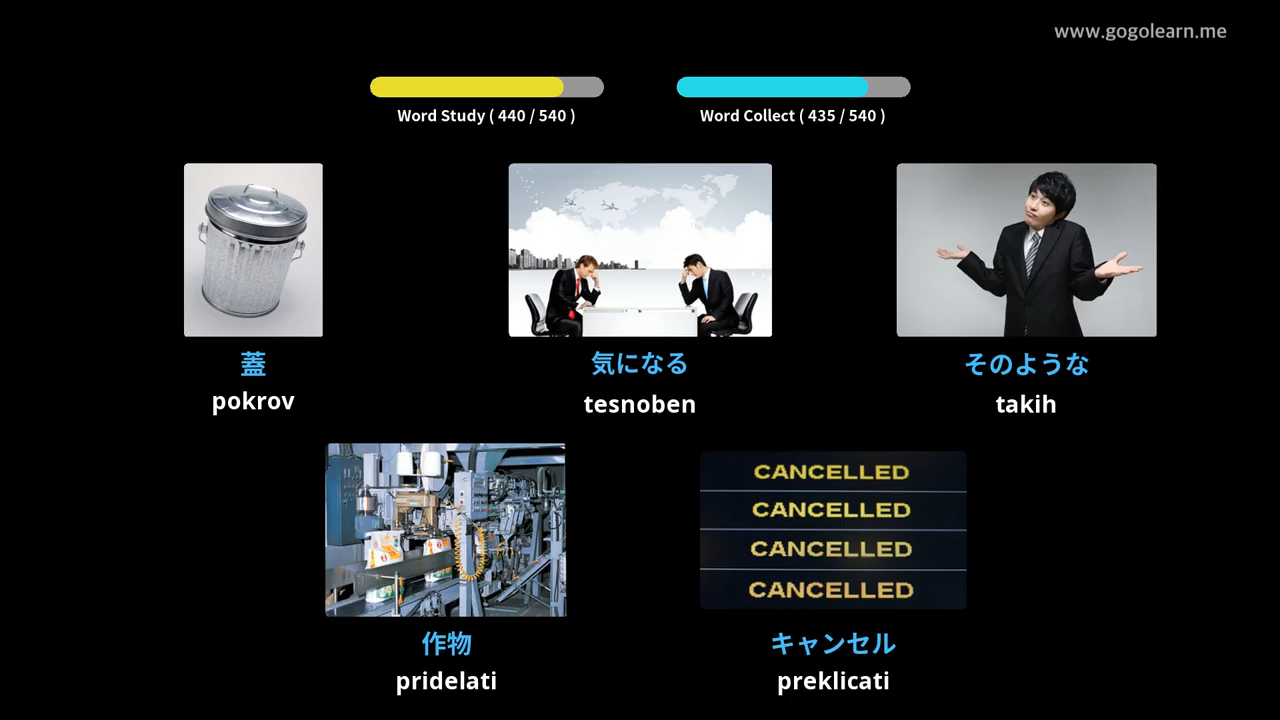 www.gogolearn.me
Word Study ( 440 / 540 )
Word Collect ( 435 / 540 )
蓋
pokrov
気になる
tesnoben
そのような
takih
作物
pridelati
CANCELLED
CANCELLED
CANCELLED
CANCELLED
キャンセル
preklicati